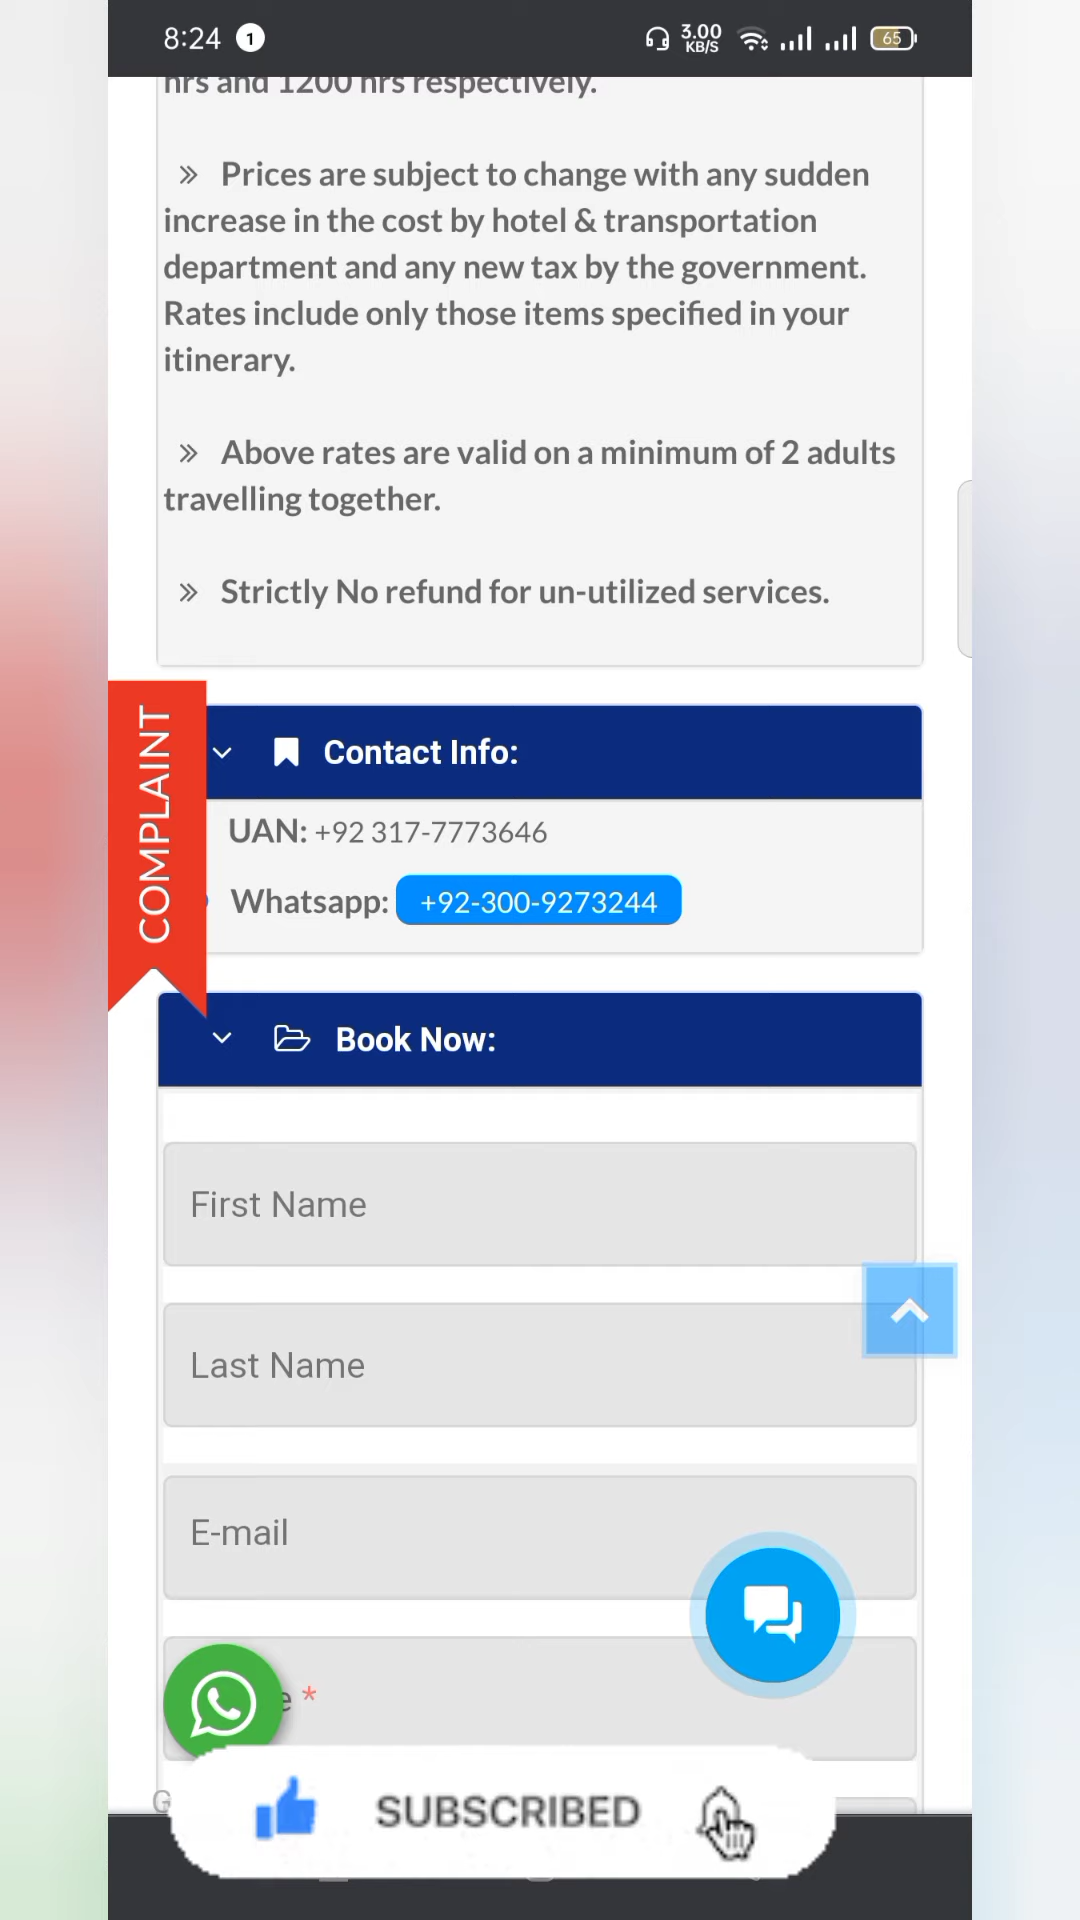 8:24 1 3.00 KB/S 65
hrs and 1200 hrs respectively.
» Prices are subject to change with any sudden
increase in the cost by hotel & transportation
department and any new tax by the government.
Rates include only those items specified in your
itinerary.
» Above rates are valid on a minimum of 2 adults
travelling together.
» Strictly No refund for un-utilized services.
COMPLAINT
Contact Info:
UAN: +92 317-7773646
Whatsapp: +92-300-9273244
Book Now:
First Name
Last Name
E-mail
e *
G
SUBSCRIBED